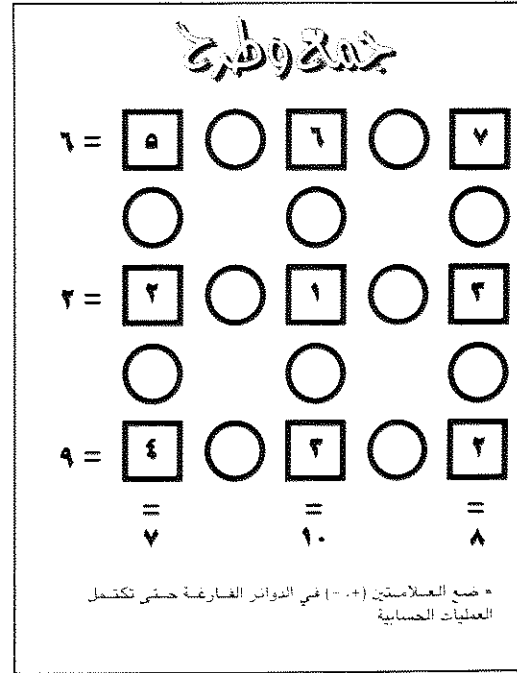 جمع وطرح
٧ ٦ ٥ = ٦
٣ ١ ٢ = ٢
٢ ٣ ٤ = ٩
= = =
٨ ١٠ ٧
* ضع العلامتين (+، -) في الدوائر الفارغة حتى تكتمل
العمليات الحسابية